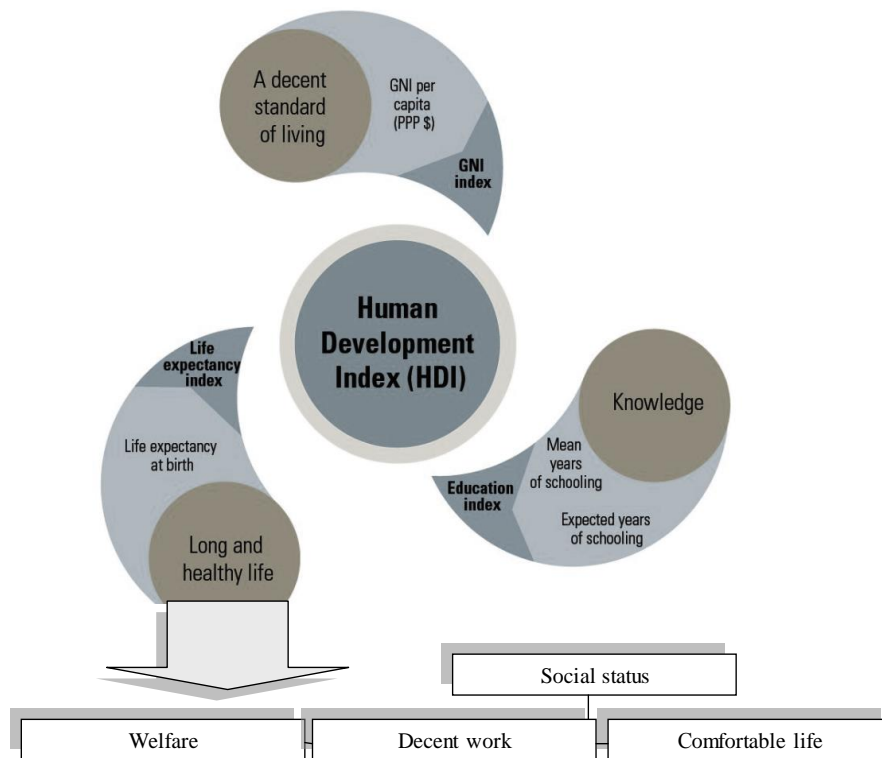 A decent
standard
of living
GNI per
capita
(PPP $)
GNI
index
Human
Development
Index (HDI)
Life
expectancy
index
Life expectancy
at birth
Long and
healthy life
Knowledge
Mean
years
of schooling
Education
index
Expected years
of schooling
Social status
Welfare
Decent work
Comfortable life